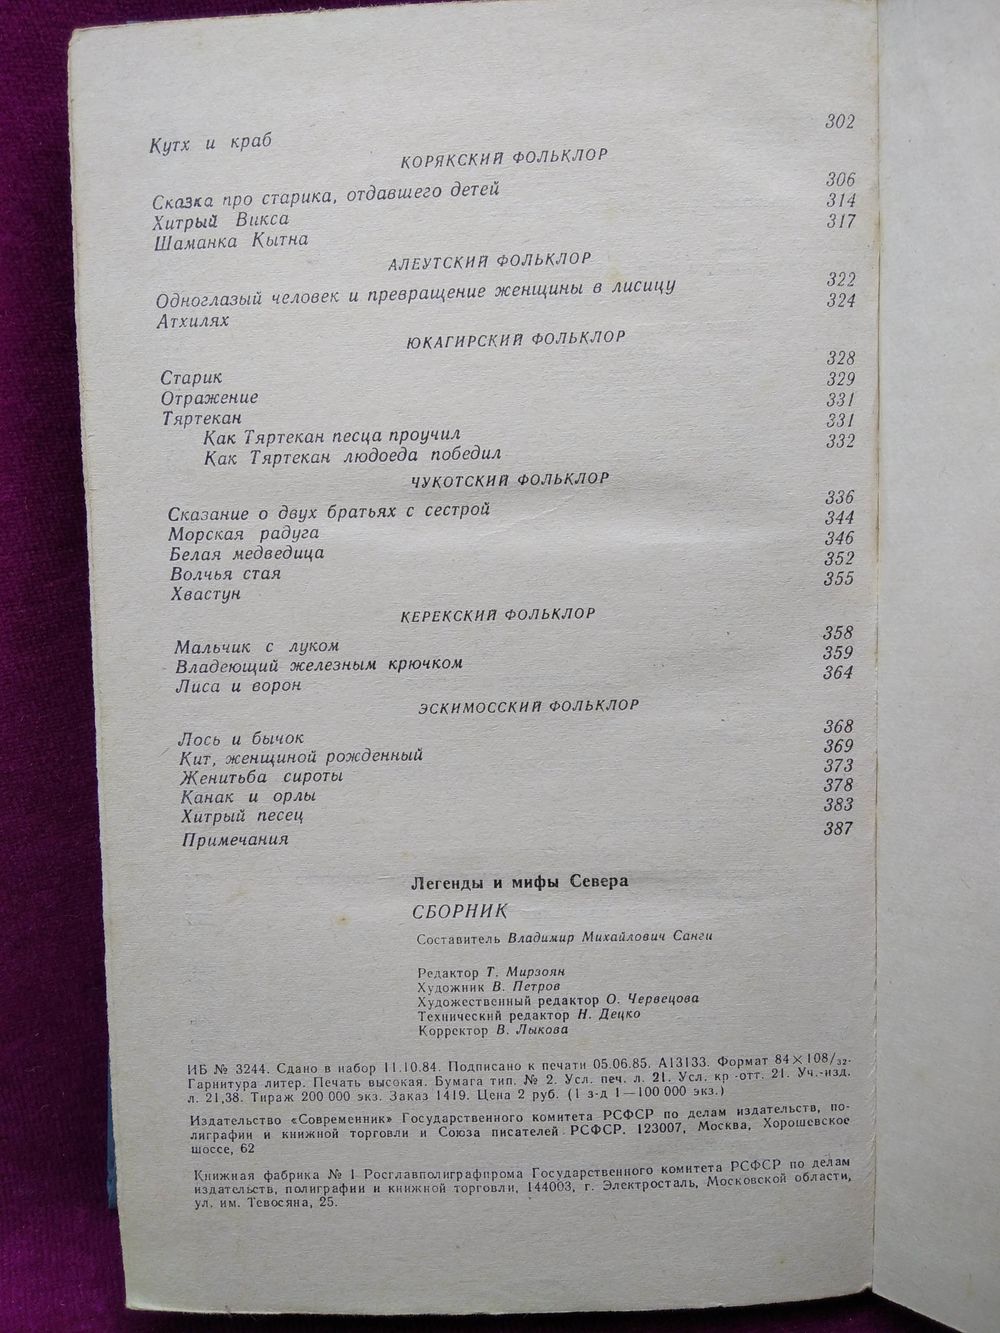 Кутх и краб 302
КОРЯКСКИЙ ФОЛЬКЛОР
Сказка про старика, отдавшего детей 306
Хитрый Викса 314
Шаманка Кытна 317
АЛЕУТСКИЙ ФОЛЬКЛОР
Одноглазый человек и превращение женщины в лисицу 322
Атхилях 324
ЮКАГИРСКИЙ ФОЛЬКЛОР
Старик 328
Отражение 329
Тяртекан 331
Как Тяртекан песца проучил 331
Как Тяртекан людоеда победил 332
ЧУКОТСКИЙ ФОЛЬКЛОР
Сказание о двух братьях с сестрой 336
Морская радуга 344
Белая медведица 346
Волчья стая 352
Хвастун 355
КЕРЕКСКИЙ ФОЛЬКЛОР
Мальчик с луком 358
Владеющий железным крючком 359
Лиса и ворон 364
ЭСКИМОССКИЙ ФОЛЬКЛОР
Лось и бычок 368
Кит, женщиной рожденный 369
Женитьба сироты 373
Канак и орлы 378
Хитрый песец 383
Примечания 387
Легенды и мифы Севера
СБОРНИК
Составитель Владимир Михайлович Санги
Редактор Т. Мирзоян
Художник В. Петров
Художественный редактор О. Червецова
Технический редактор Н. Децко
Корректор В. Лыкова
ИБ № 3244. Сдано в набор 11.10.84. Подписано к печати 05.06.85. А13133. Формат 84×108/32.
Гарнитура литер. Печать высокая. Бумага тип. № 2. Усл. печ. л. 21. Усл. кр-отт. 21. Уч.-изд.
л. 21,38. Тираж 200 000 экз. Заказ 1419. Цена 2 руб. (1 з-д 1—100 000 экз.)
Издательство «Современник» Государственного комитета РСФСР по делам издательств, по-
лиграфии и книжной торговли и Союза писателей РСФСР. 123007, Москва, Хорошевское
шоссе, 62
Книжная фабрика № 1 Росглавполиграфпрома Государственного комитета РСФСР по делам
издательств, полиграфии и книжной торговли, 144003, г. Электросталь, Московской области,
ул. им. Тевосяна, 25.